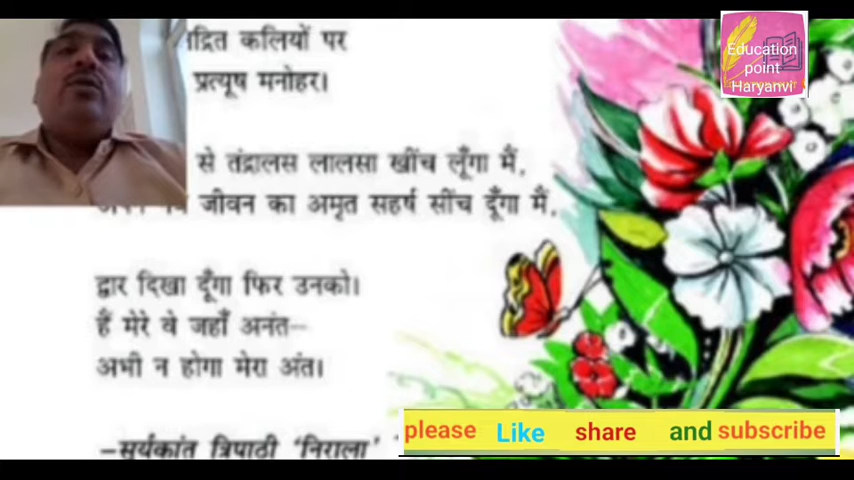 कलियों पर
प्रत्यूष मनोहर।
से तंद्रालस लालसा खींच लूँगा मैं,
जीवन का अमृत सहर्ष सींच दूँगा मैं,
द्वार दिखा दूँगा फिर उनको।
हैं मेरे वे जहाँ अनंत–
अभी न होगा मेरा अंत।
–सूर्यकांत त्रिपाठी ‘निराला’
Education
point
Haryanvi
please Like share and subscribe